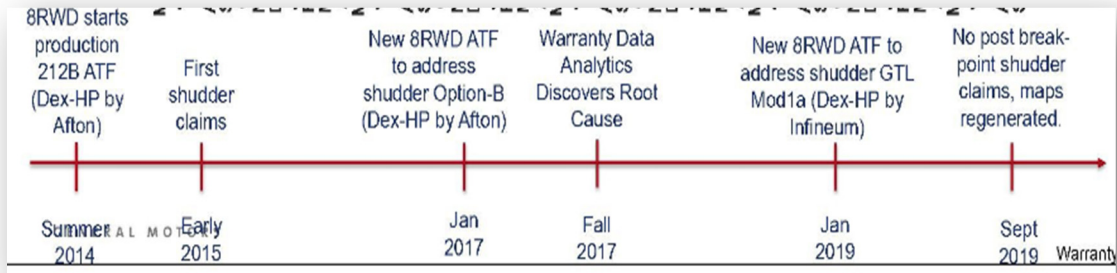 8RWD starts
production
212B ATF
(Dex-HP by
Afton)
First
shudder
claims
New 8RWD ATF
to address
shudder Option-B
(Dex-HP by Afton)
Warranty Data
Analytics
Discovers Root
Cause
New 8RWD ATF to
address shudder GTL
Mod1a (Dex-HP by
Infineum)
No post break-
point shudder
claims, maps
regenerated.
Summer
2014
Early
2015
Jan
2017
Fall
2017
Jan
2019
Sept
2019
GENERAL MOTORS
Warranty